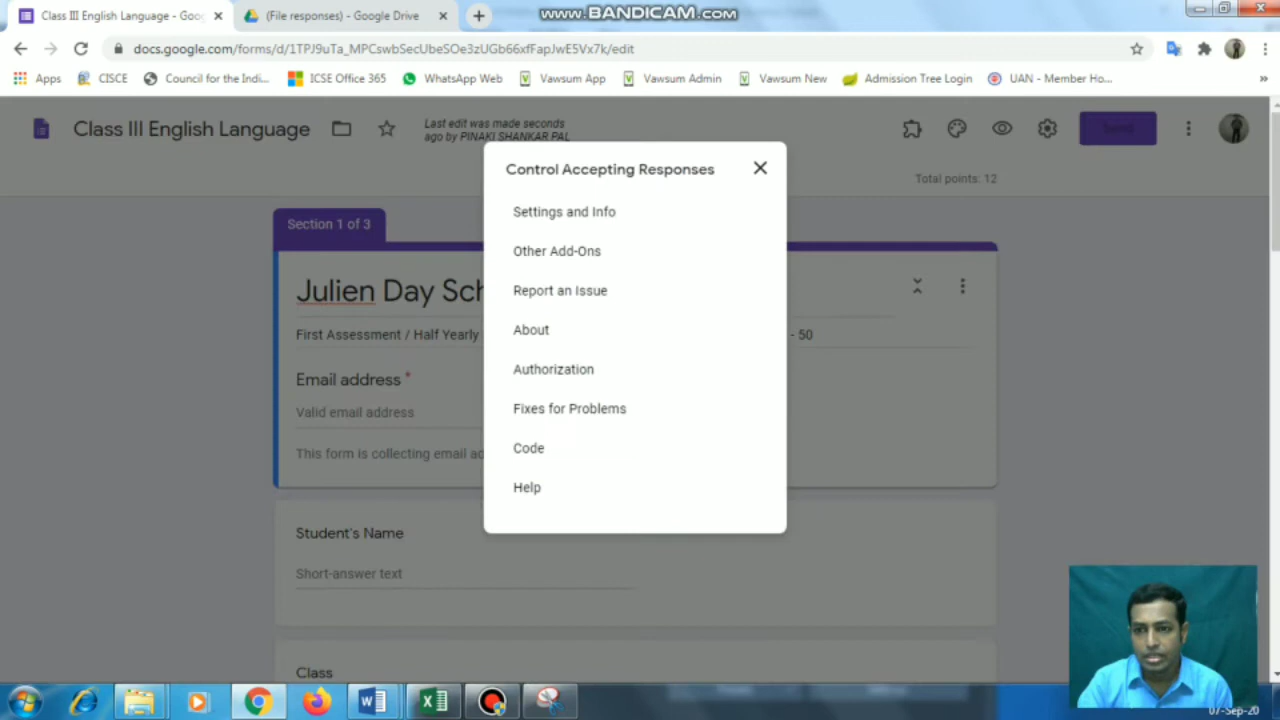 www.BANDICAM.com
Class III English Language - Goo
(File responses) - Google Drive
docs.google.com/forms/d/1TPJ9uTa_MPCswbSecUbeSOe3zUGb66xfFapJwE5Vx7k/edit
Apps CISCE Council for the Indi... ICSE Office 365 WhatsApp Web Vawsum App Vawsum Admin Vawsum New Admission Tree Login UAN - Member Ho... »
Class III English Language
Last edit was made seconds
ago by PINAKI SHANKAR PAL
Send
Total points: 12
Section 1 of 3
Julien Day Sch
First Assessment / Half Yearly
- 50
Email address *
Valid email address
This form is collecting email ad
Student's Name
Short-answer text
Class
Control Accepting Responses
Settings and Info
Other Add-Ons
Report an Issue
About
Authorization
Fixes for Problems
Code
Help
07-Sep-20